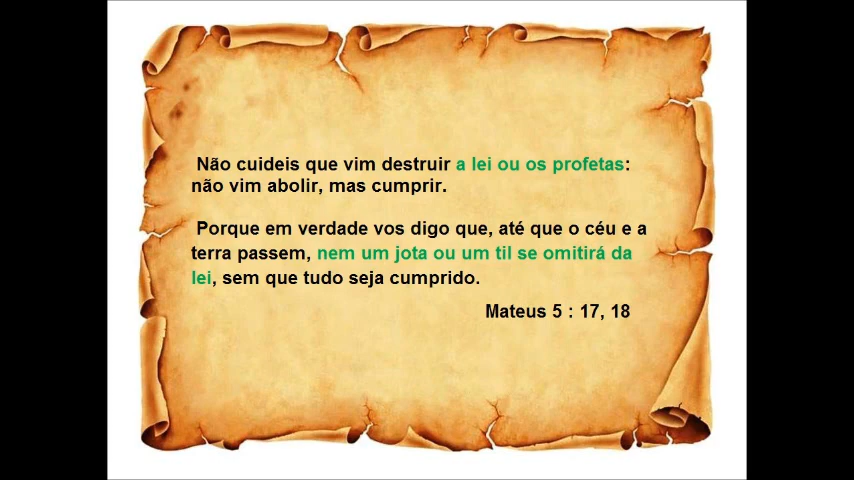 Não cuideis que vim destruir a lei ou os profetas:
não vim abolir, mas cumprir.
Porque em verdade vos digo que, até que o céu e a
terra passem, nem um jota ou um til se omitirá da
lei, sem que tudo seja cumprido.
Mateus 5 : 17, 18